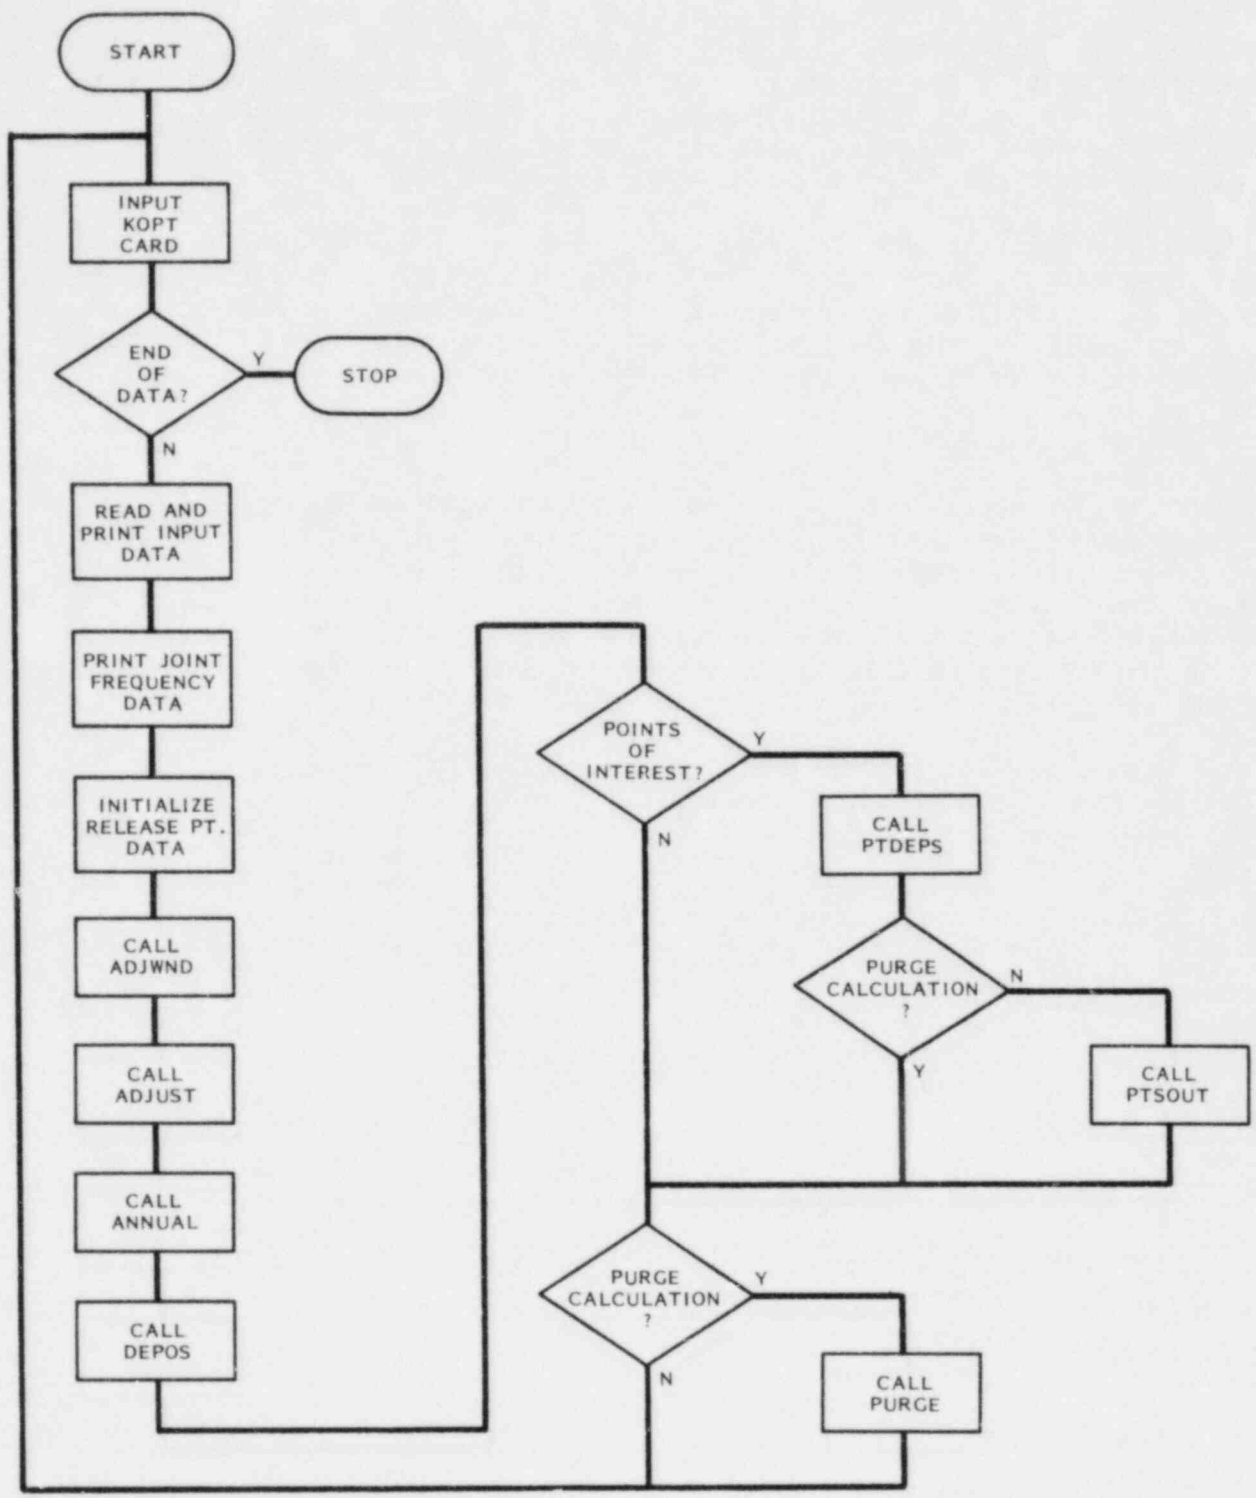 START
INPUT
KOPT
CARD
END
OF
DATA?
Y
STOP
N
READ AND
PRINT INPUT
DATA
PRINT JOINT
FREQUENCY
DATA
INITIALIZE
RELEASE PT.
DATA
CALL
ADJWND
CALL
ADJUST
CALL
ANNUAL
CALL
DEPOS
POINTS
OF
INTEREST?
Y
N
CALL
PTDEPS
PURGE
CALCULATION
?
N
Y
CALL
PTSOUT
PURGE
CALCULATION
?
Y
N
CALL
PURGE